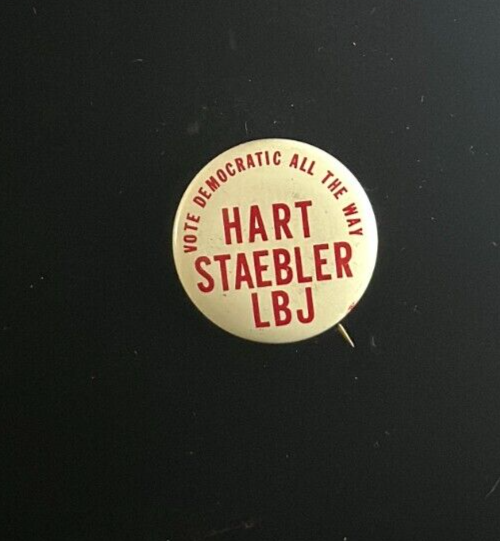 VOTE DEMOCRATIC ALL THE WAY
HART
STAEBLER
LBJ